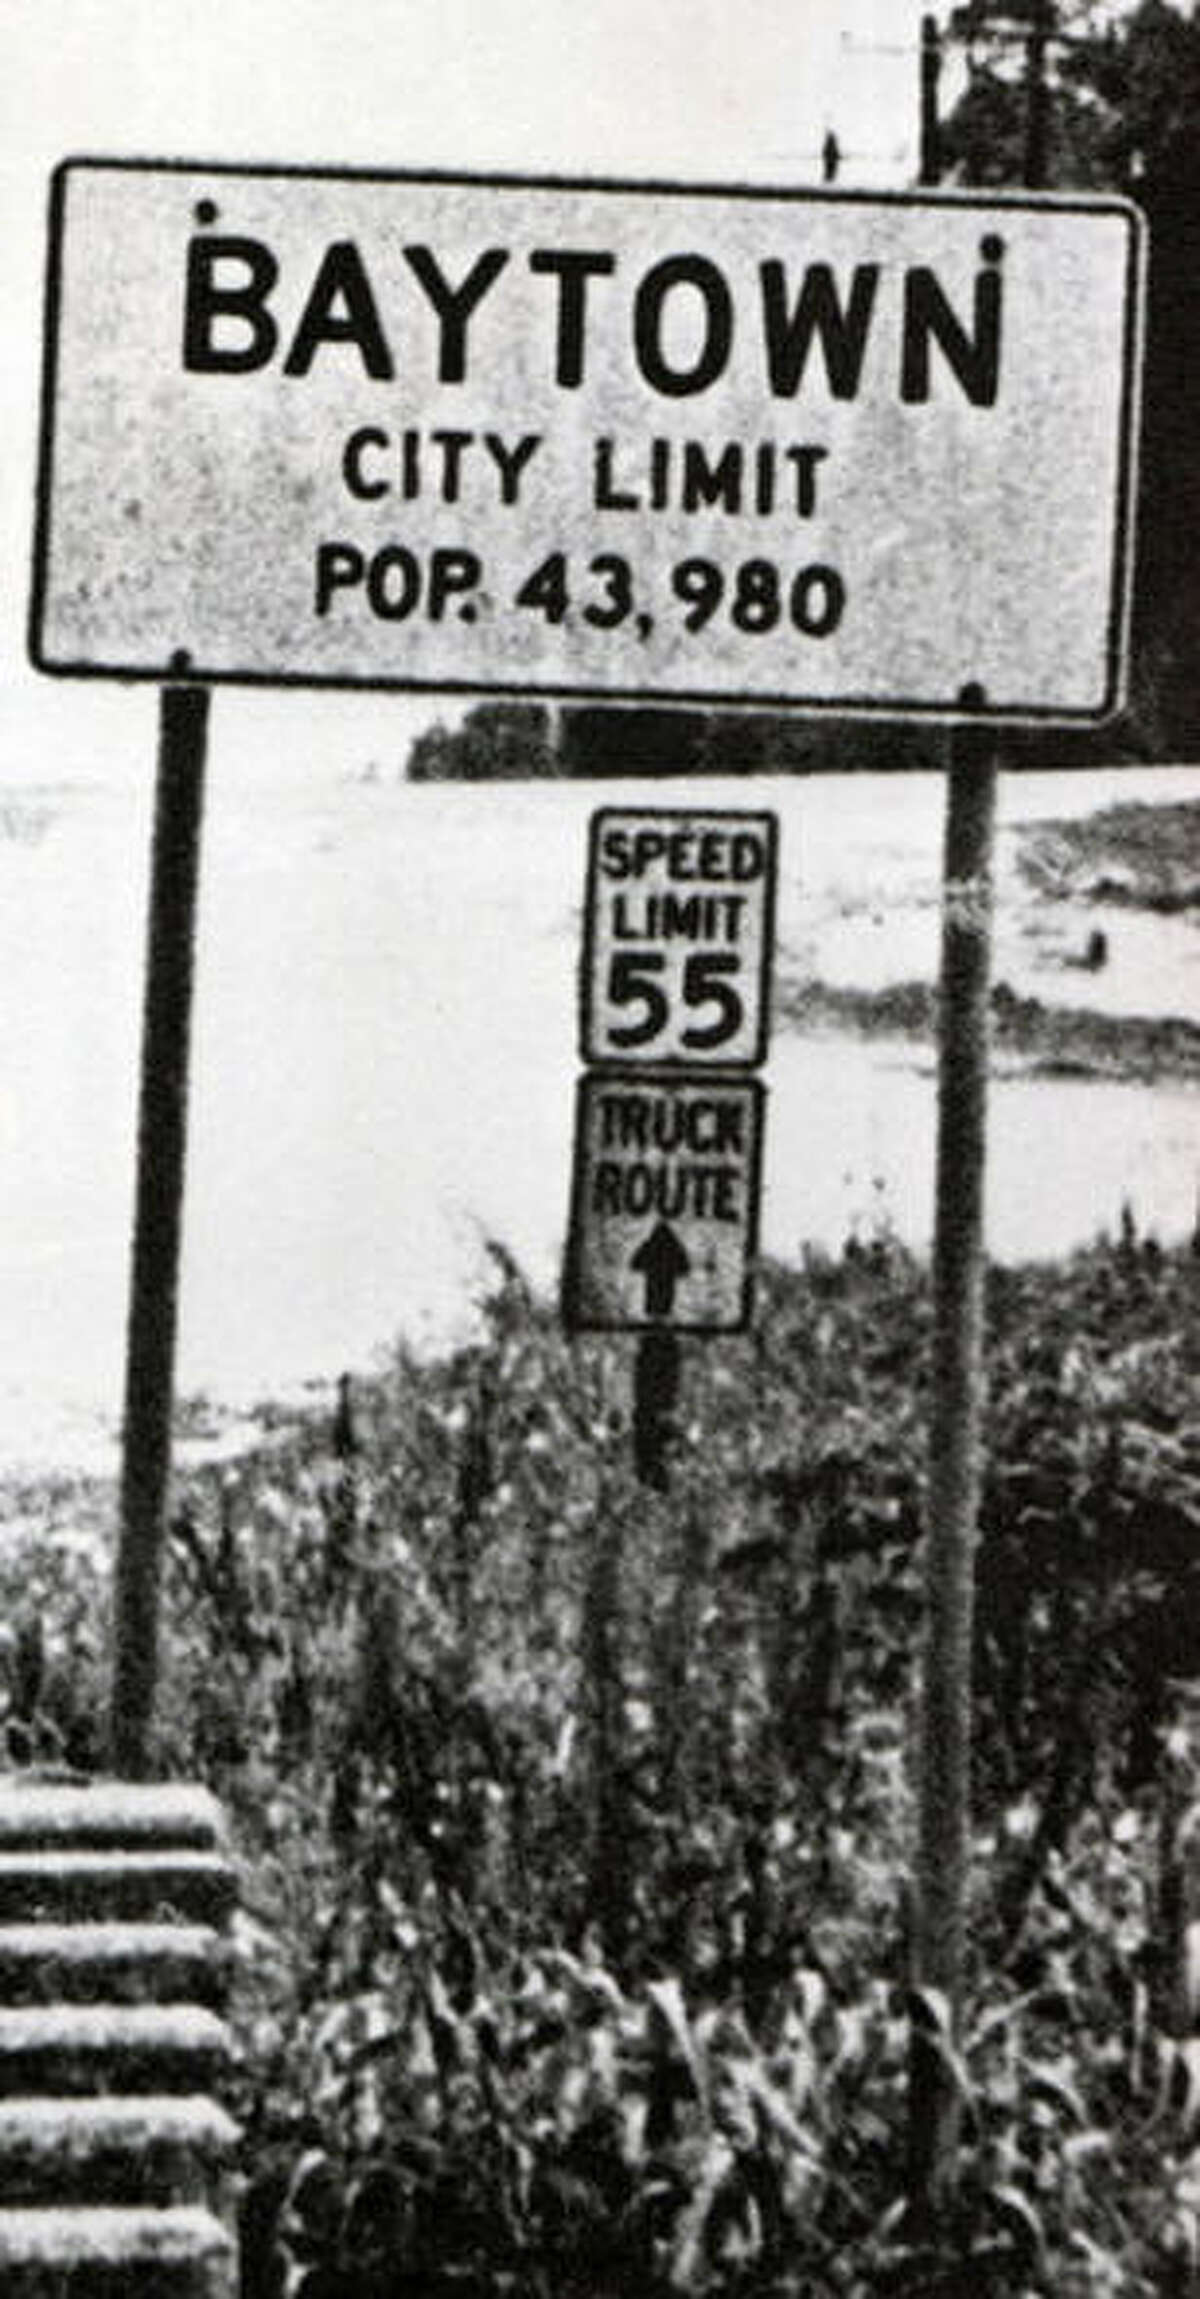 BAYTOWN
CITY LIMIT
POP. 43,980
SPEED
LIMIT
55
TRUCK
ROUTE